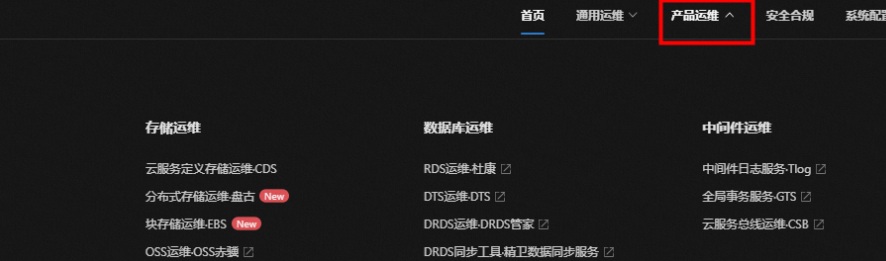 首页 通用运维 产品运维 安全合规 系统配置
存储运维 数据库运维 中间件运维
云服务定义存储运维-CDS RDS运维-杜康 中间件日志服务-Tlog
分布式存储运维-盘古 New DTS运维-DTS 全局事务服务-GTS
块存储运维-EBS New DRDS运维-DRDS管家 云服务总线运维-CSB
OSS运维-OSS赤骥 DRDS同步工具-精卫数据同步服务